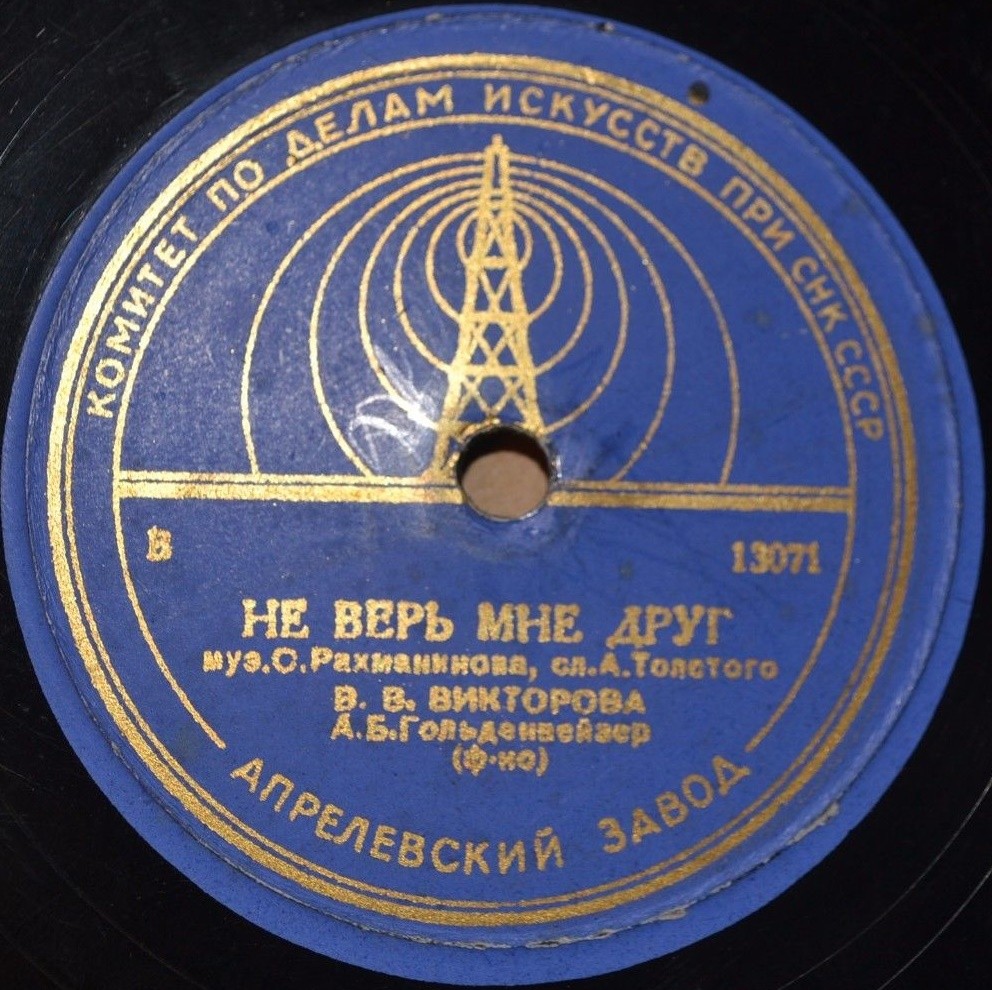 КОМИТЕТ ПО ДЕЛАМ ИСКУССТВ ПРИ СНК СССР
В 13071
НЕ ВЕРЬ МНЕ ДРУГ
муз.С.Рахманинова, сл.А.Толстого
В. В. ВИКТОРОВА
А.Б.Гольденвейзер
(ф-но)
АПРЕЛЕВСКИЙ ЗАВОД